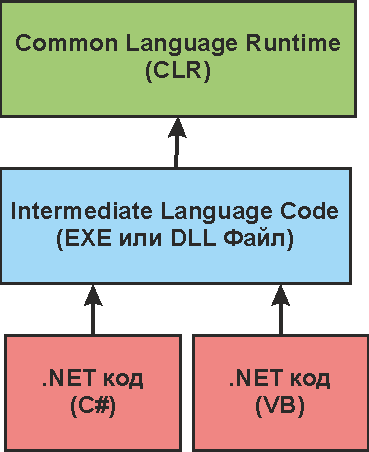 Common Language Runtime
(CLR)
Intermediate Language Code
(EXE или DLL Файл)
.NET код
(C#)
.NET код
(VB)